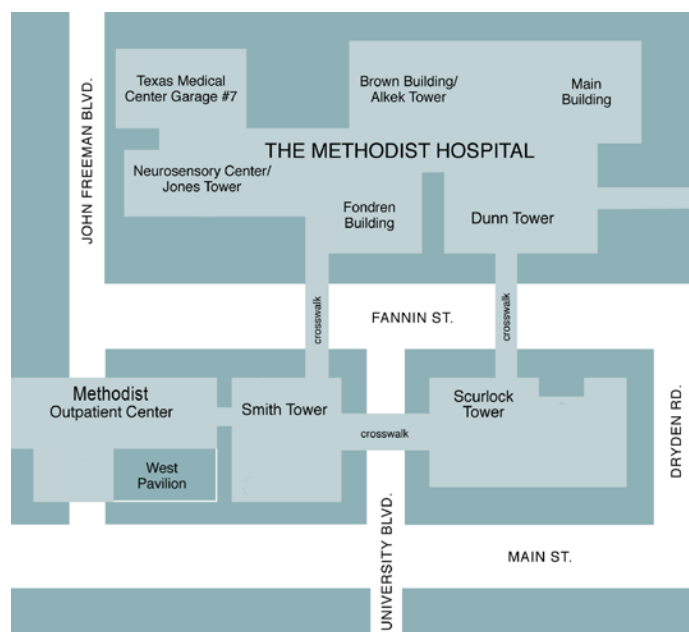 Texas Medical
Center Garage #7
Brown Building/
Alkek Tower
Main
Building
JOHN FREEMAN BLVD.
THE METHODIST HOSPITAL
Neurosensory Center/
Jones Tower
Fondren
Building
Dunn Tower
crosswalk
FANNIN ST.
crosswalk
Methodist
Outpatient Center
Smith Tower
Scurlock
Tower
crosswalk
West
Pavilion
DRYDEN RD.
UNIVERSITY BLVD.
MAIN ST.